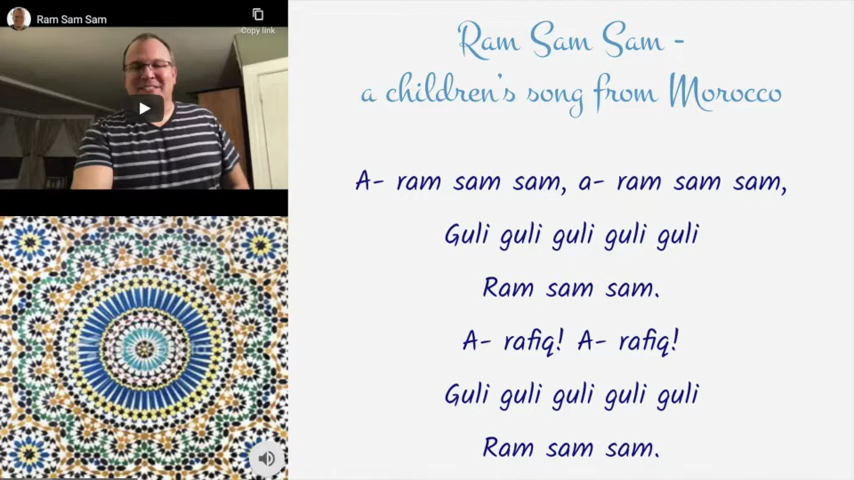 Ram Sam Sam
Copy link
Ram Sam Sam -
a children's song from Morocco
A- ram sam sam, a- ram sam sam,
Guli guli guli guli guli
Ram sam sam.
A- rafiq! A- rafiq!
Guli guli guli guli guli
Ram sam sam.